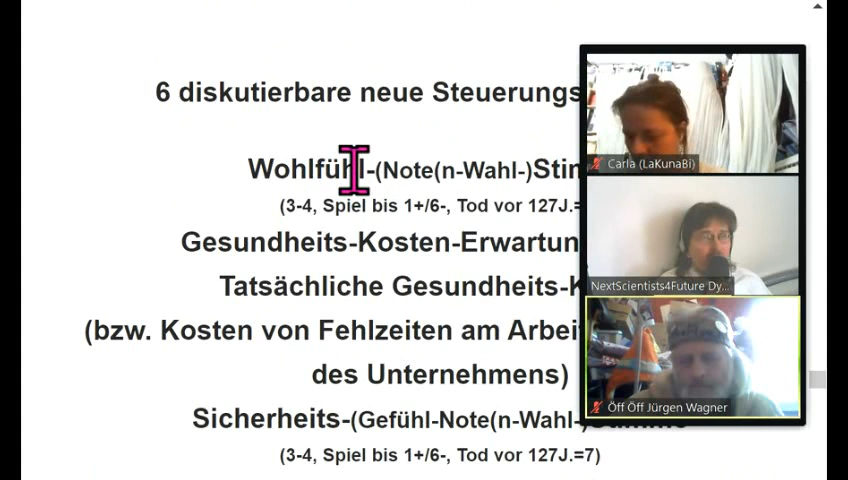 6 diskutierbare neue Steuerungs
Wohlfühl-(Note(n-Wahl-)
(3-4, Spiel bis 1+/6-, Tod vor 127J.=
Gesundheits-Kosten-Erwartun
Tatsächliche Gesundheits-K
(bzw. Kosten von Fehlzeiten am Arbei
des Unternehmens)
Sicherheits-(Gefühl-Note(n-Wahl-)
(3-4, Spiel bis 1+/6-, Tod vor 127J.=7)
Carla (LaKunaBi)
NextScientists4Future Dy...
Öff Öff Jürgen Wagner